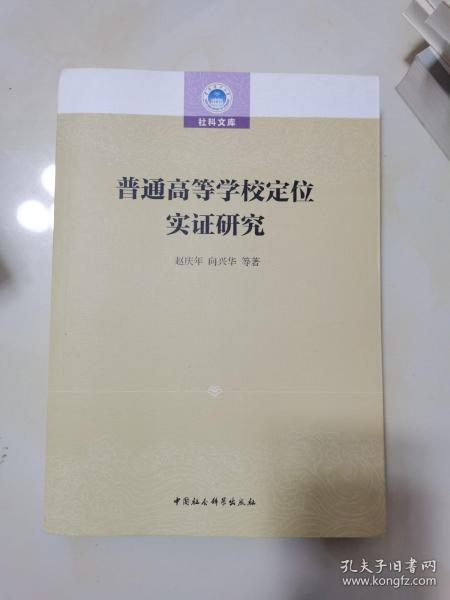 社科文库
普通高等学校定位
实证研究
赵庆年 向兴华 等著
中国社会科学出版社
孔夫子旧书网
www.kongfz.com